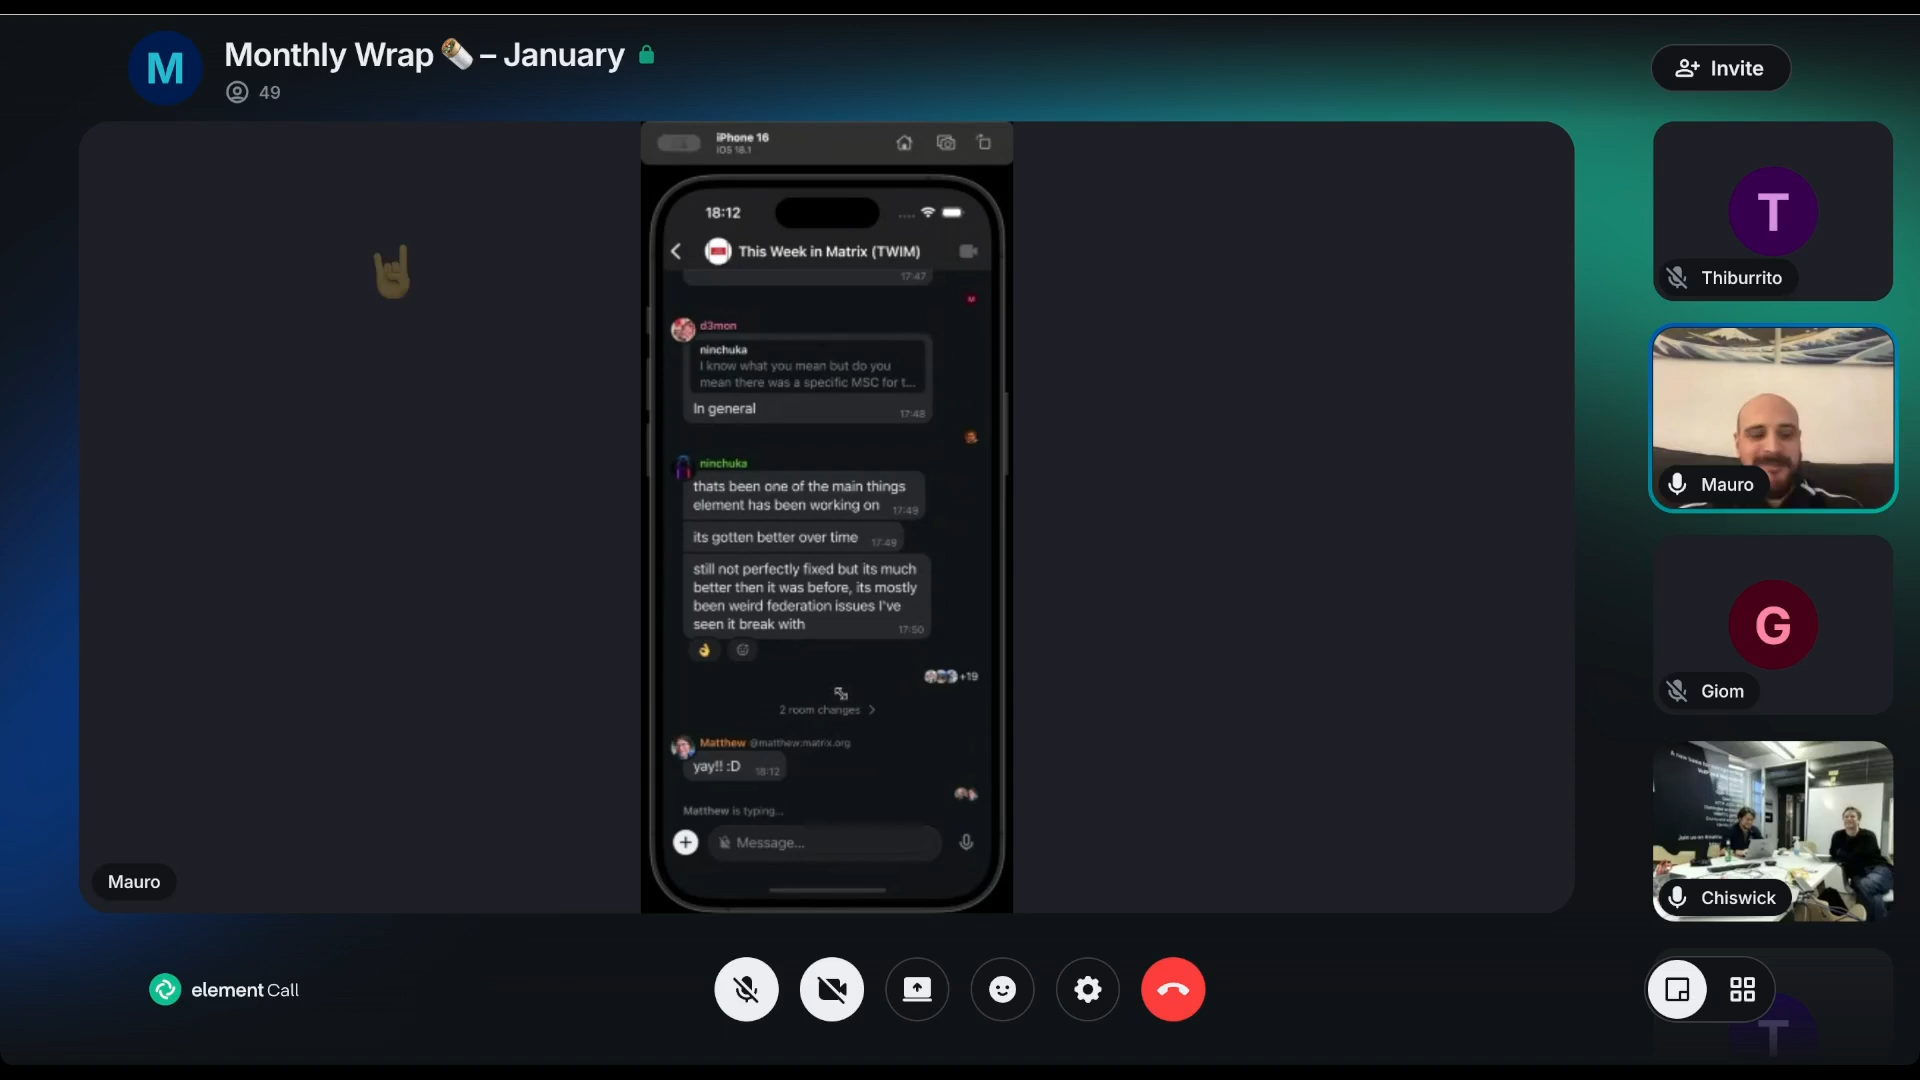 M
Monthly Wrap – January
49
Invite
iPhone 16
iOS 18.1
18:12
This Week in Matrix (TWIM)
17:47
M
d3mon
ninchuka
I know what you mean but do you
mean there was a specific MSC for t...
In general
17:48
ninchuka
thats been one of the main things
element has been working on
17:49
its gotten better over time
17:49
still not perfectly fixed but its much
better then it was before, its mostly
been weird federation issues I've
seen it break with
17:50
+19
2 room changes
Matthew @matthew:matrix.org
yay!! :D
18:12
Matthew is typing...
Message...
Mauro
T
Thiburrito
Mauro
G
Giom
Join us on
Chiswick
T
element Call